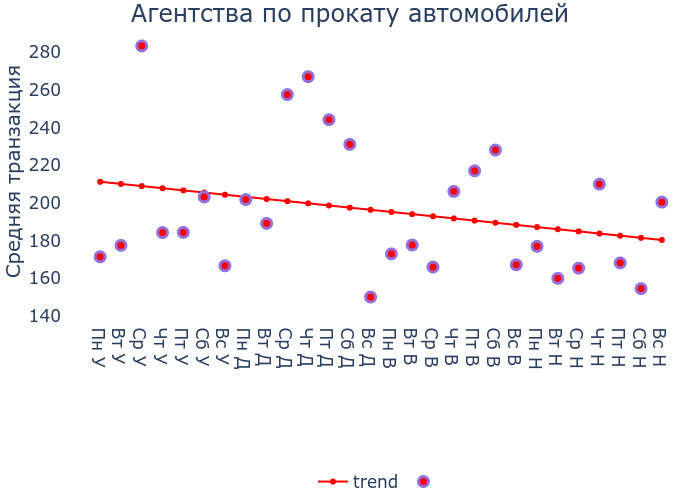 Агентства по прокату автомобилей
Средняя транзакция
280
260
240
220
200
180
160
140
Пн У
Вт У
Ср У
Чт У
Пт У
Сб У
Вс У
Пн Д
Вт Д
Ср Д
Чт Д
Пт Д
Сб Д
Вс Д
Пн В
Вт В
Ср В
Чт В
Пт В
Сб В
Вс В
Пн Н
Вт Н
Ср Н
Чт Н
Пт Н
Сб Н
Вс Н
trend